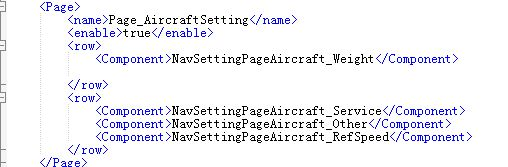 <Page>
<name>Page_AircraftSetting</name>
<enable>true</enable>
<row>
<Component>NavSettingPageAircraft_Weight</Component>
</row>
<row>
<Component>NavSettingPageAircraft_Service</Component>
<Component>NavSettingPageAircraft_Other</Component>
<Component>NavSettingPageAircraft_RefSpeed</Component>
</row>
</Page>